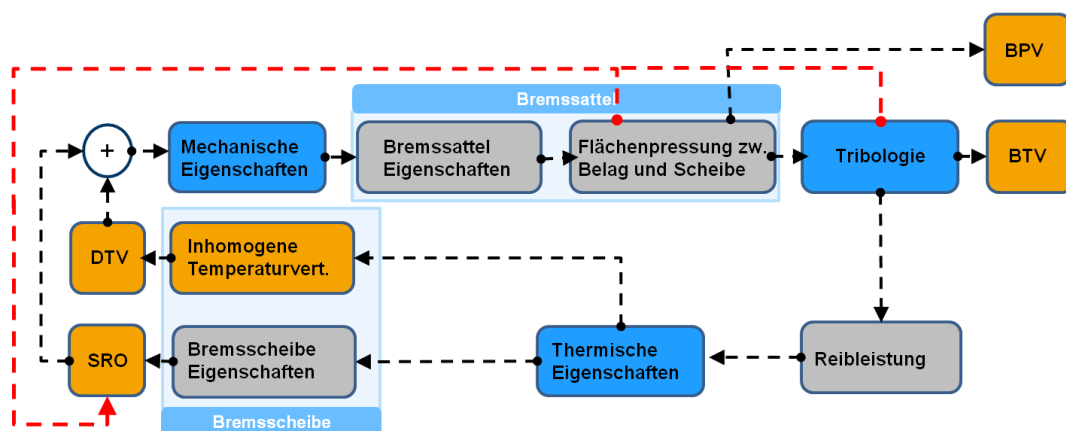 BPV
Bremssattel
+
Mechanische
Eigenschaften
Bremssattel
Eigenschaften
Flächenpressung zw.
Belag und Scheibe
Tribologie
BTV
DTV
Inhomogene
Temperaturvert.
SRO
Bremsscheibe
Eigenschaften
Thermische
Eigenschaften
Reibleistung
Bremsscheibe